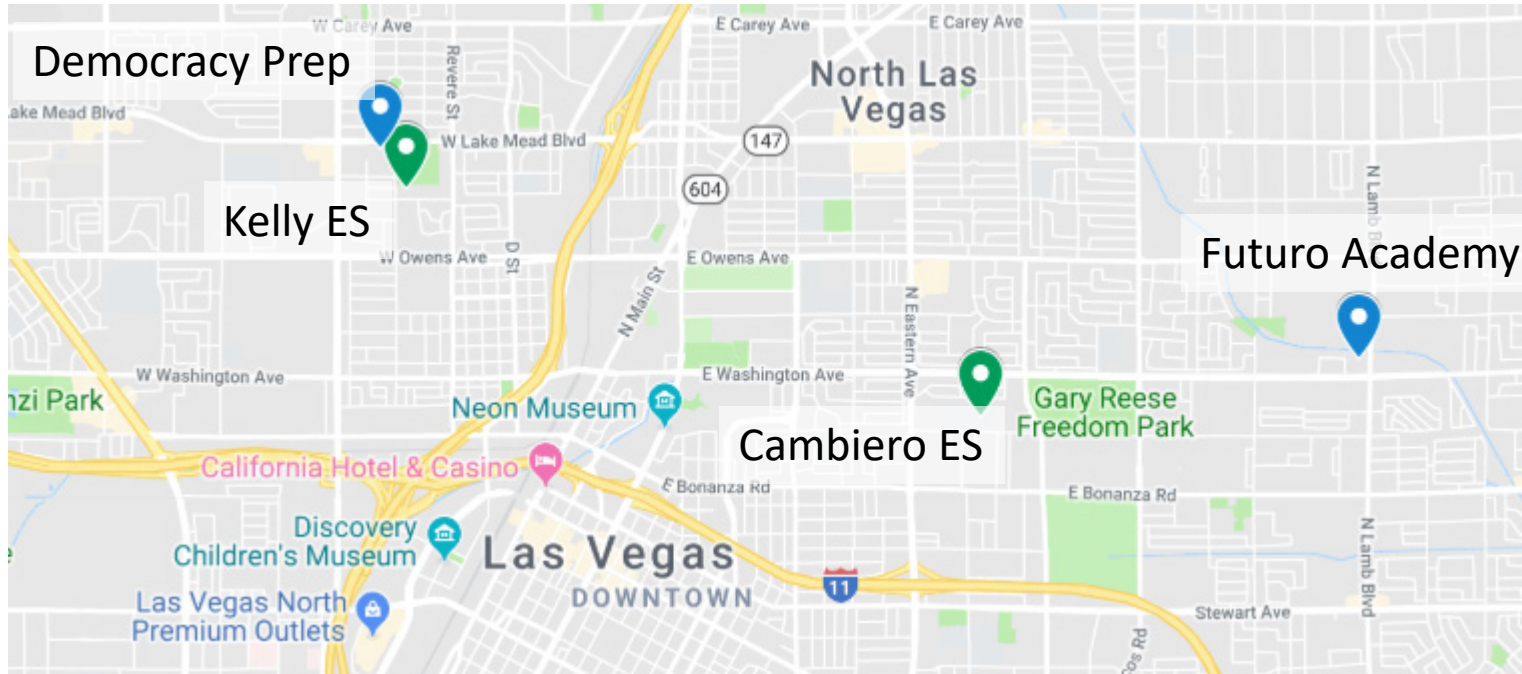 W Carey Ave
E Carey Ave
E Carey Ave
Democracy Prep
Revere St
North Las
Vegas
ake Mead Blvd
W Lake Mead Blvd
147
604
N Lamb B
Kelly ES
D St
W Owens Ave
E Owens Ave
Futuro Academy
N Main St
N Eastern Ave
W Washington Ave
E Washington Ave
nzi Park
Neon Museum
Gary Reese
Freedom Park
Cambiero ES
California Hotel & Casino
E Bonanza Rd
E Bonanza Rd
Discovery
Children's Museum
Las Vegas
DOWNTOWN
11
N Lamb Blvd
Las Vegas North
Premium Outlets
Stewart Ave
cos Rd